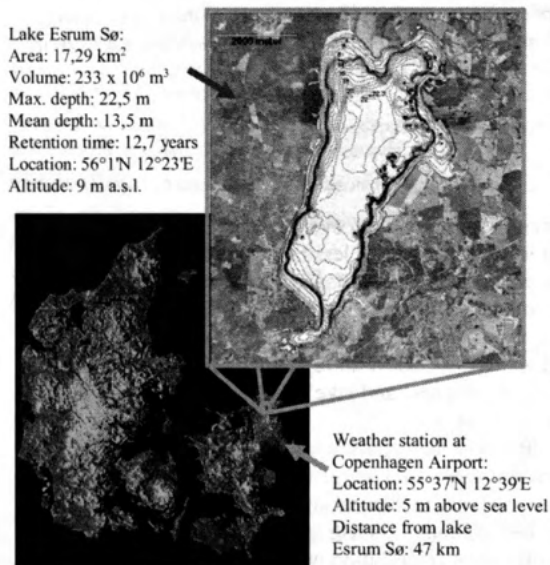 Lake Esrum Sø:
Area: 17,29 km²
Volume: 233 x 10⁶ m³
Max. depth: 22,5 m
Mean depth: 13,5 m
Retention time: 12,7 years
Location: 56°1'N 12°23'E
Altitude: 9 m a.s.l.
2000 meter
Weather station at
Copenhagen Airport:
Location: 55°37'N 12°39'E
Altitude: 5 m above sea level
Distance from lake
Esrum Sø: 47 km